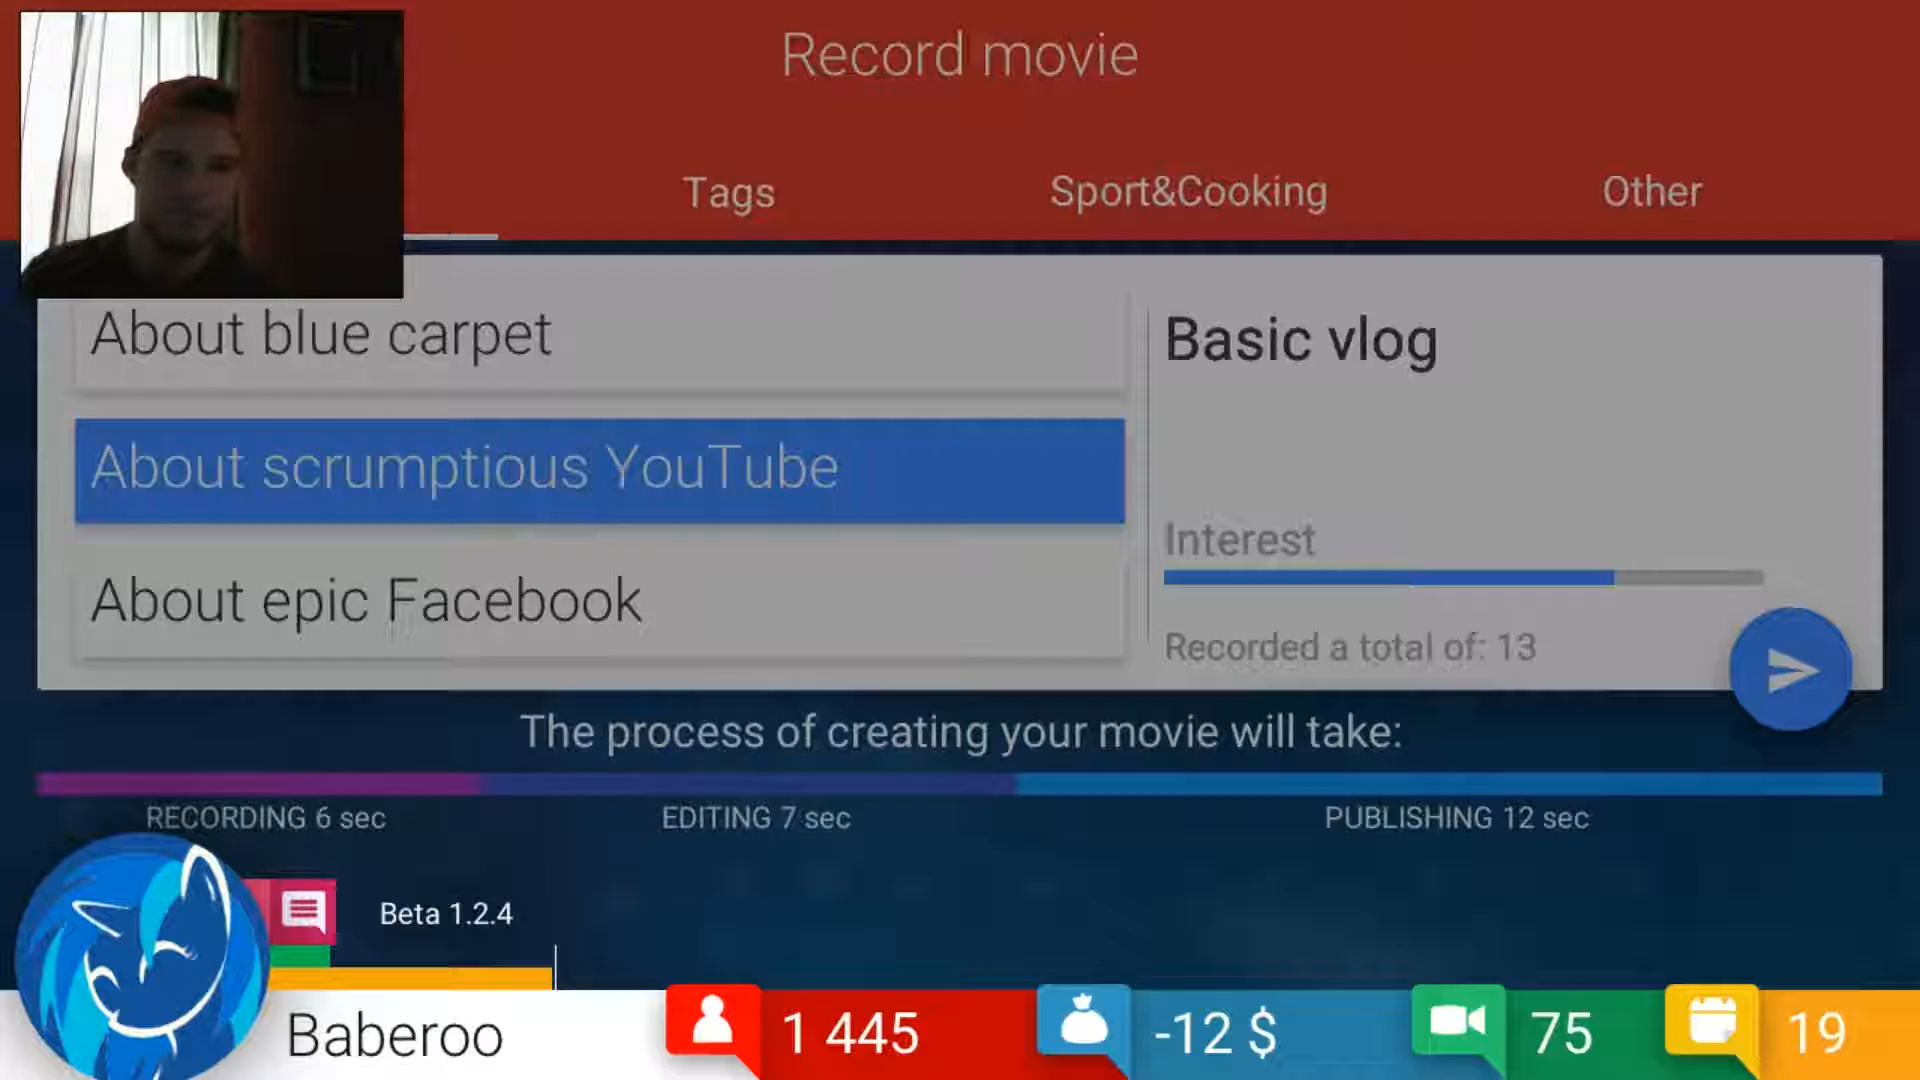 Record movie
Tags
Sport&Cooking
Other
About blue carpet
About scrumptious YouTube
About epic Facebook
Basic vlog
Interest
Recorded a total of: 13
The process of creating your movie will take:
RECORDING 6 sec
EDITING 7 sec
PUBLISHING 12 sec
Beta 1.2.4
Baberoo
1 445
-12 $
75
19